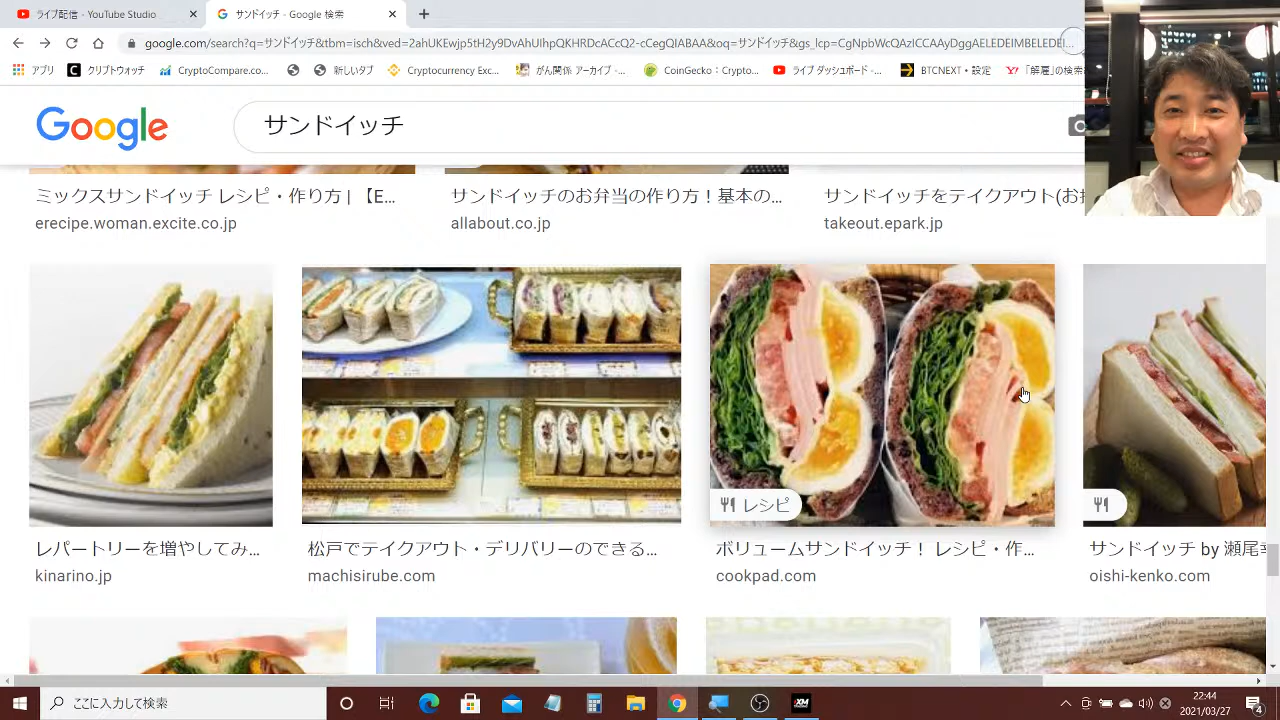 ライブ配信 - YouTube Studio
サンドイッチ - Google 検索
アプリ
クリプトウォッチ
CryptoCompare.co...
新しいタブ
Cryptocurrency Exc...
がん関係アーカイブ -...
CoinGecko：Crypto...
ライブダッシュボード -...
BTCNEXT・設定
Google
サンドイッチ
ミックスサンドイッチ レシピ・作り方 | 【E...
erecipe.woman.excite.co.jp
サンドイッチのお弁当の作り方！基本の...
allabout.co.jp
サンドイッチをテイクアウト(お
takeout.epark.jp
レシピ
レパートリーを増やしてみ...
kinarino.jp
松戸でテイクアウト・デリバリーのできる...
machisirube.com
ボリュームサンドイッチ！ レシピ・作...
cookpad.com
サンドイッチ by 瀬尾
oishi-kenko.com
ここに入力して検索
22:44
2021/03/27
4